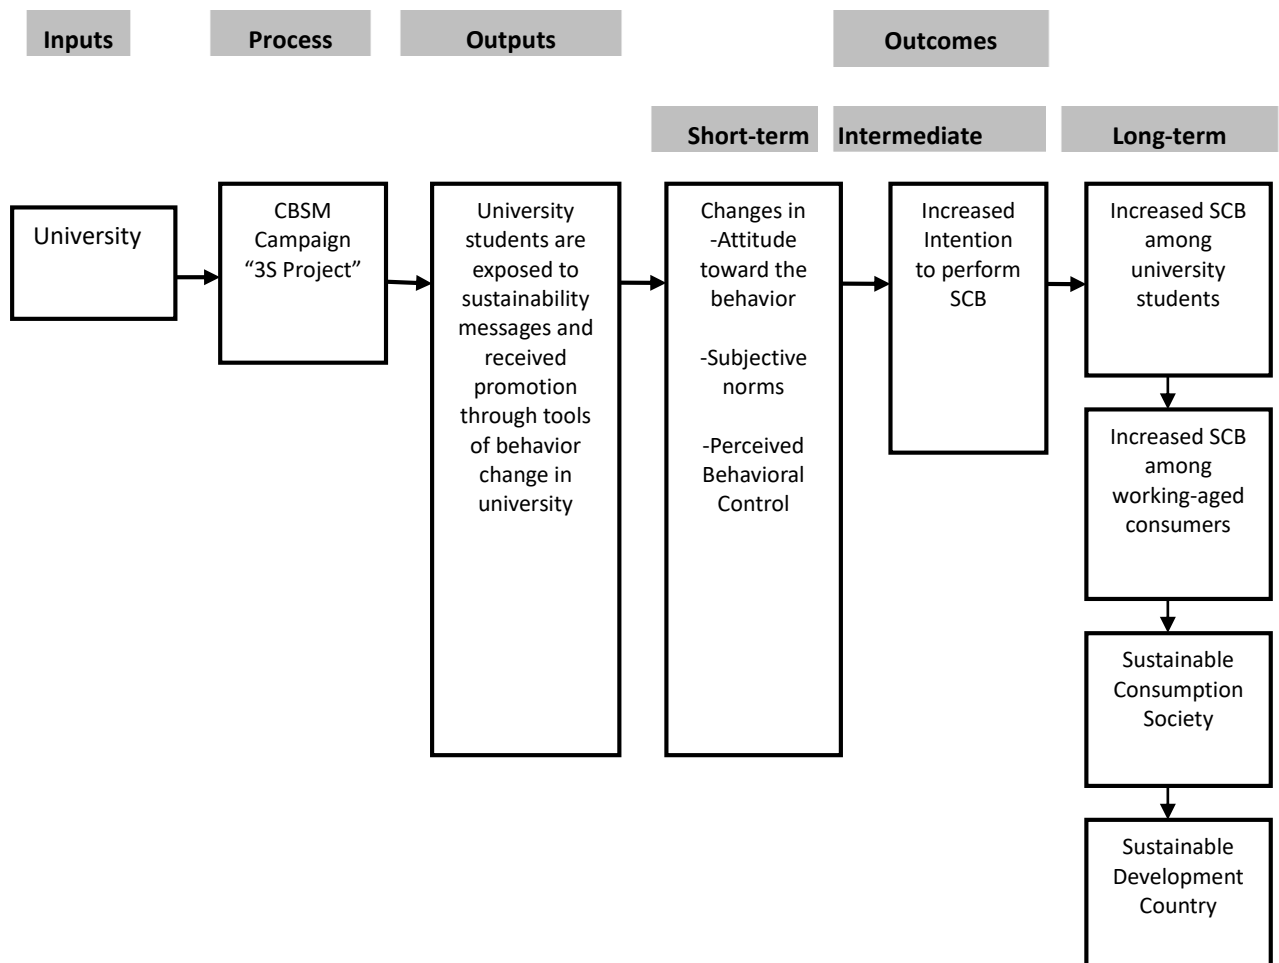 Inputs
Process
Outputs
Outcomes
Short-term
Intermediate
Long-term
University
CBSM
Campaign
“3S Project”
University
students are
exposed to
sustainability
messages and
received
promotion
through tools
of behavior
change in
university
Changes in
-Attitude
toward the
behavior
-Subjective
norms
-Perceived
Behavioral
Control
Increased
Intention
to perform
SCB
Increased SCB
among
university
students
Increased SCB
among
working-aged
consumers
Sustainable
Consumption
Society
Sustainable
Development
Country